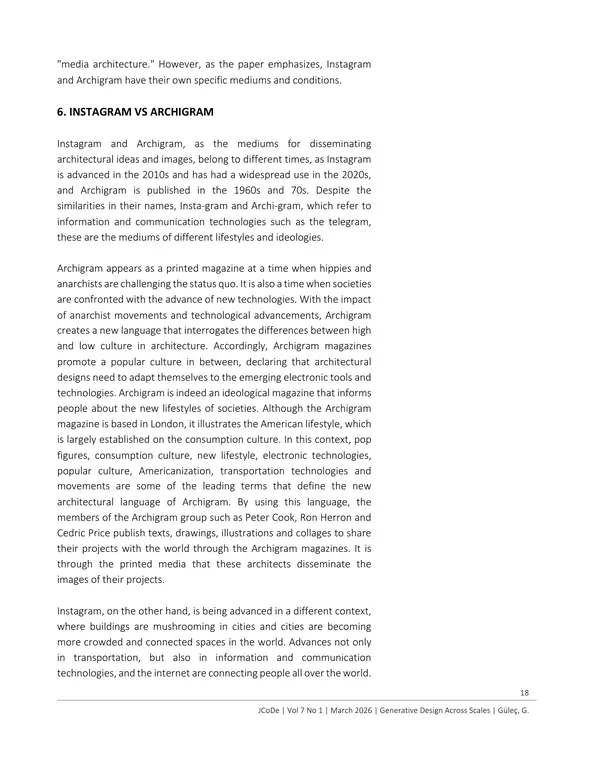 "media architecture." However, as the paper emphasizes, Instagram
and Archigram have their own specific mediums and conditions.
6. INSTAGRAM VS ARCHIGRAM
Instagram and Archigram, as the mediums for disseminating
architectural ideas and images, belong to different times, as Instagram
is advanced in the 2010s and has had a widespread use in the 2020s,
and Archigram is published in the 1960s and 70s. Despite the
similarities in their names, Insta-gram and Archi-gram, which refer to
information and communication technologies such as the telegram,
these are the mediums of different lifestyles and ideologies.
Archigram appears as a printed magazine at a time when hippies and
anarchists are challenging the status quo. It is also a time when societies
are confronted with the advance of new technologies. With the impact
of anarchist movements and technological advancements, Archigram
creates a new language that interrogates the differences between high
and low culture in architecture. Accordingly, Archigram magazines
promote a popular culture in between, declaring that architectural
designs need to adapt themselves to the emerging electronic tools and
technologies. Archigram is indeed an ideological magazine that informs
people about the new lifestyles of societies. Although the Archigram
magazine is based in London, it illustrates the American lifestyle, which
is largely established on the consumption culture. In this context, pop
figures, consumption culture, new lifestyle, electronic technologies,
popular culture, Americanization, transportation technologies and
movements are some of the leading terms that define the new
architectural language of Archigram. By using this language, the
members of the Archigram group such as Peter Cook, Ron Herron and
Cedric Price publish texts, drawings, illustrations and collages to share
their projects with the world through the Archigram magazines. It is
through the printed media that these architects disseminate the
images of their projects.
Instagram, on the other hand, is being advanced in a different context,
where buildings are mushrooming in cities and cities are becoming
more crowded and connected spaces in the world. Advances not only
in transportation, but also in information and communication
technologies, and the internet are connecting people all over the world.
18
JCoDe | Vol 7 No 1 | March 2026 | Generative Design Across Scales | Güleç, G.